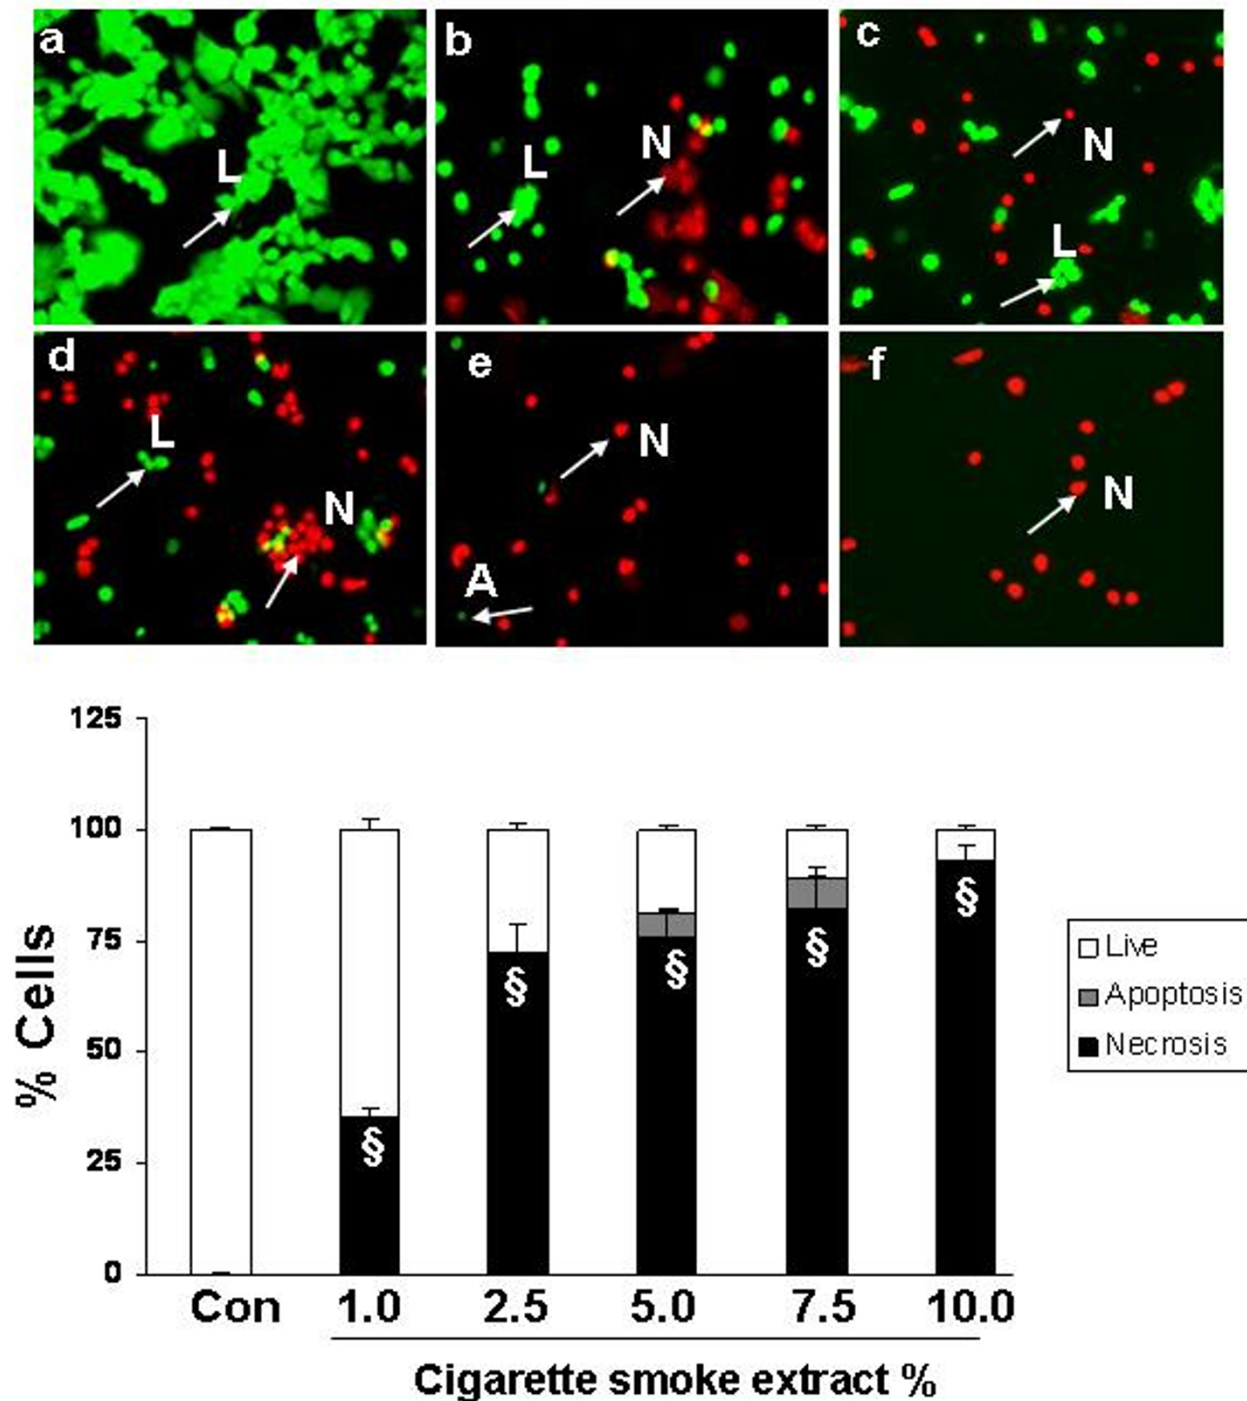 a
L
b
L
N
c
N
L
d
L
N
e
N
A
f
N
125
100
75
50
25
0
% Cells
§ § § § §
Live
Apoptosis
Necrosis
Con 1.0 2.5 5.0 7.5 10.0
Cigarette smoke extract %